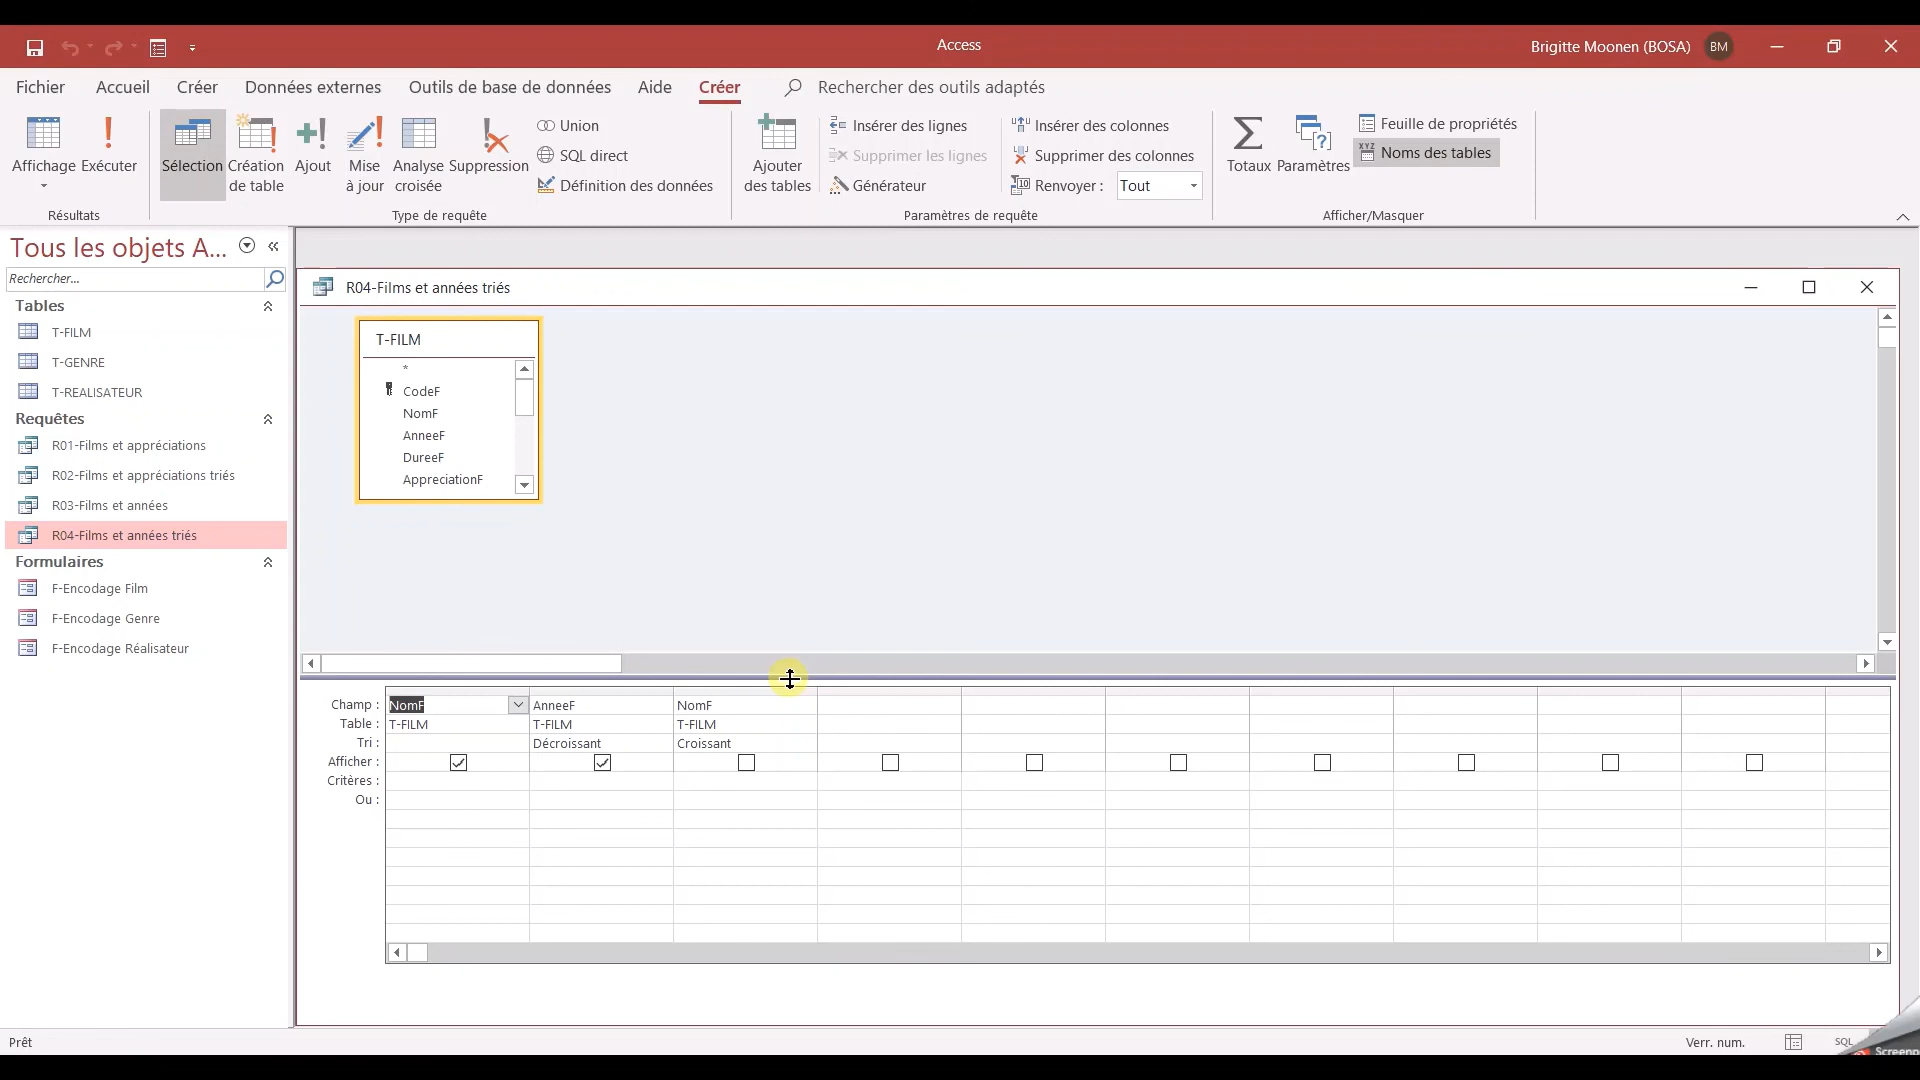 Access
Brigitte Moonen (BOSA) BM
Fichier Accueil Créer Données externes Outils de base de données Aide Créer Rechercher des outils adaptés
Affichage Exécuter
Résultats
Sélection Création de table Ajout Mise à jour Analyse croisée Suppression
Union
SQL direct
Définition des données
Type de requête
Ajouter des tables
Insérer des lignes
Supprimer les lignes
Générateur
Insérer des colonnes
Supprimer des colonnes
Renvoyer : Tout
Paramètres de requête
Totaux Paramètres
Feuille de propriétés
Noms des tables
Afficher/Masquer
Tous les objets A...
Rechercher...
Tables
T-FILM
T-GENRE
T-REALISATEUR
Requêtes
R01-Films et appréciations
R02-Films et appréciations triés
R03-Films et années
R04-Films et années triés
Formulaires
F-Encodage Film
F-Encodage Genre
F-Encodage Réalisateur
R04-Films et années triés
T-FILM
*
CodeF
NomF
AnneeF
DureeF
AppreciationF
Champ : NomF AnneeF NomF
Table : T-FILM T-FILM T-FILM
Tri : Décroissant Croissant
Afficher :
Critères :
Ou :
Prêt
Verr. num.
SQL